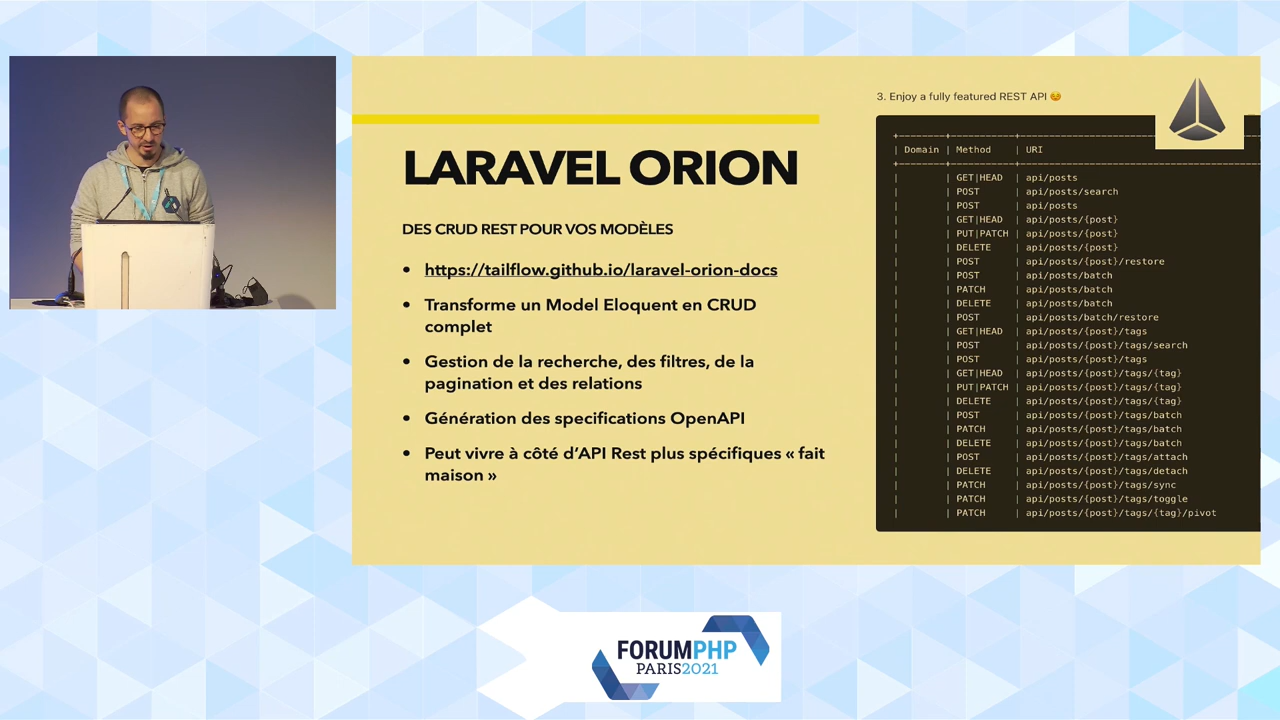 LARAVEL ORION
DES CRUD REST POUR VOS MODÈLES
• https://tailflow.github.io/laravel-orion-docs
• Transforme un Model Eloquent en CRUD
complet
• Gestion de la recherche, des filtres, de la
pagination et des relations
• Génération des specifications OpenAPI
• Peut vivre à côté d’API Rest plus spécifiques « fait
maison »
3. Enjoy a fully featured REST API 😌
| Domain | Method | URI
| | GET|HEAD | api/posts
| | POST | api/posts/search
| | POST | api/posts
| | GET|HEAD | api/posts/{post}
| | PUT|PATCH | api/posts/{post}
| | DELETE | api/posts/{post}
| | POST | api/posts/{post}/restore
| | POST | api/posts/batch
| | PATCH | api/posts/batch
| | DELETE | api/posts/batch
| | POST | api/posts/batch/restore
| | GET|HEAD | api/posts/{post}/tags
| | POST | api/posts/{post}/tags/search
| | POST | api/posts/{post}/tags
| | GET|HEAD | api/posts/{post}/tags/{tag}
| | PUT|PATCH | api/posts/{post}/tags/{tag}
| | DELETE | api/posts/{post}/tags/{tag}
| | POST | api/posts/{post}/tags/batch
| | PATCH | api/posts/{post}/tags/batch
| | DELETE | api/posts/{post}/tags/batch
| | POST | api/posts/{post}/tags/attach
| | DELETE | api/posts/{post}/tags/detach
| | PATCH | api/posts/{post}/tags/sync
| | PATCH | api/posts/{post}/tags/toggle
| | PATCH | api/posts/{post}/tags/{tag}/pivot
FORUMPHP
PARIS2021